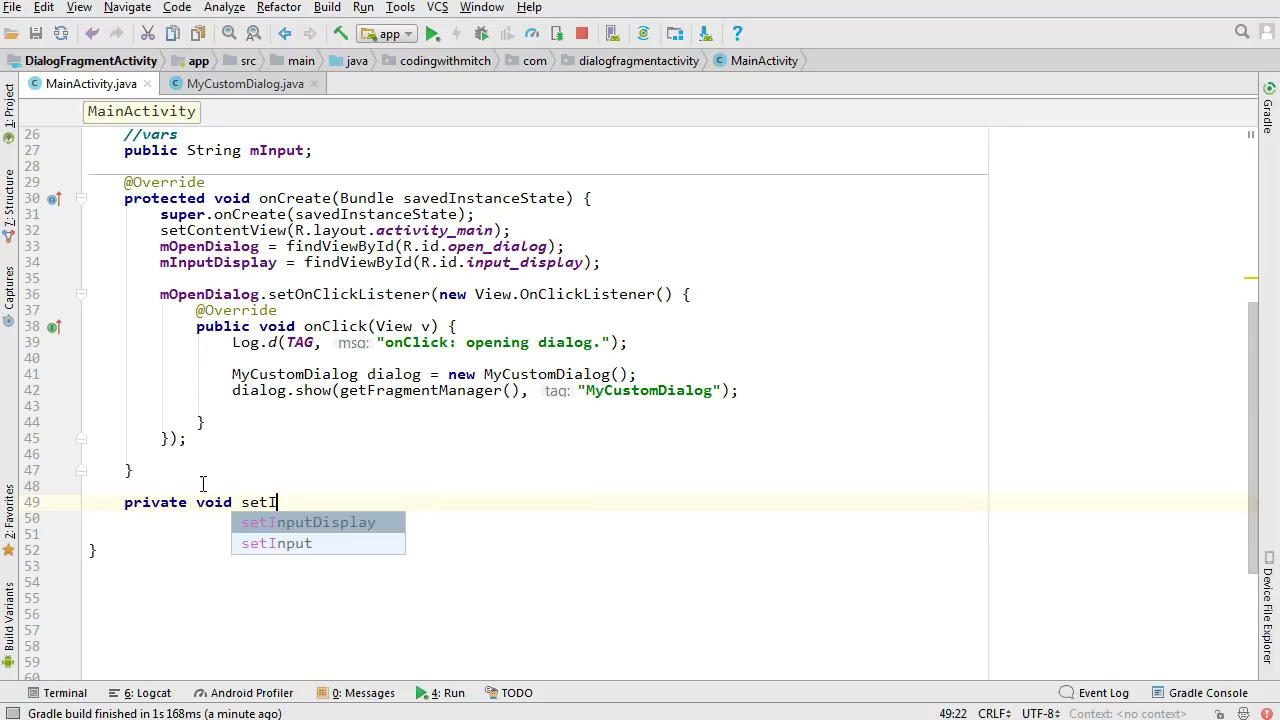 File Edit View Navigate Code Analyze Refactor Build Run Tools VCS Window Help
app
DialogFragmentActivity app src main java codingwithmitch com dialogfragmentactivity MainActivity
MainActivity.java MyCustomDialog.java
MainActivity
26 //vars
27 public String mInput;
28
29 @Override
30 protected void onCreate(Bundle savedInstanceState) {
31 super.onCreate(savedInstanceState);
32 setContentView(R.layout.activity_main);
33 mOpenDialog = findViewById(R.id.open_dialog);
34 mInputDisplay = findViewById(R.id.input_display);
35
36 mOpenDialog.setOnClickListener(new View.OnClickListener() {
37 @Override
38 public void onClick(View v) {
39 Log.d(TAG, msg: "onClick: opening dialog.");
40
41 MyCustomDialog dialog = new MyCustomDialog();
42 dialog.show(getFragmentManager(), tag: "MyCustomDialog");
43
44 }
45 });
46
47 }
48
49 private void setI
50 setInputDisplay
51 setInput
52 }
53
54
55
56
57
58
59
60
1: Project
7: Structure
Captures
2: Favorites
Build Variants
Gradle
Device File Explorer
Terminal 6: Logcat Android Profiler 0: Messages 4: Run TODO Event Log Gradle Console
Gradle build finished in 1s 168ms (a minute ago) 49:22 CRLF UTF-8 Context: <no context>